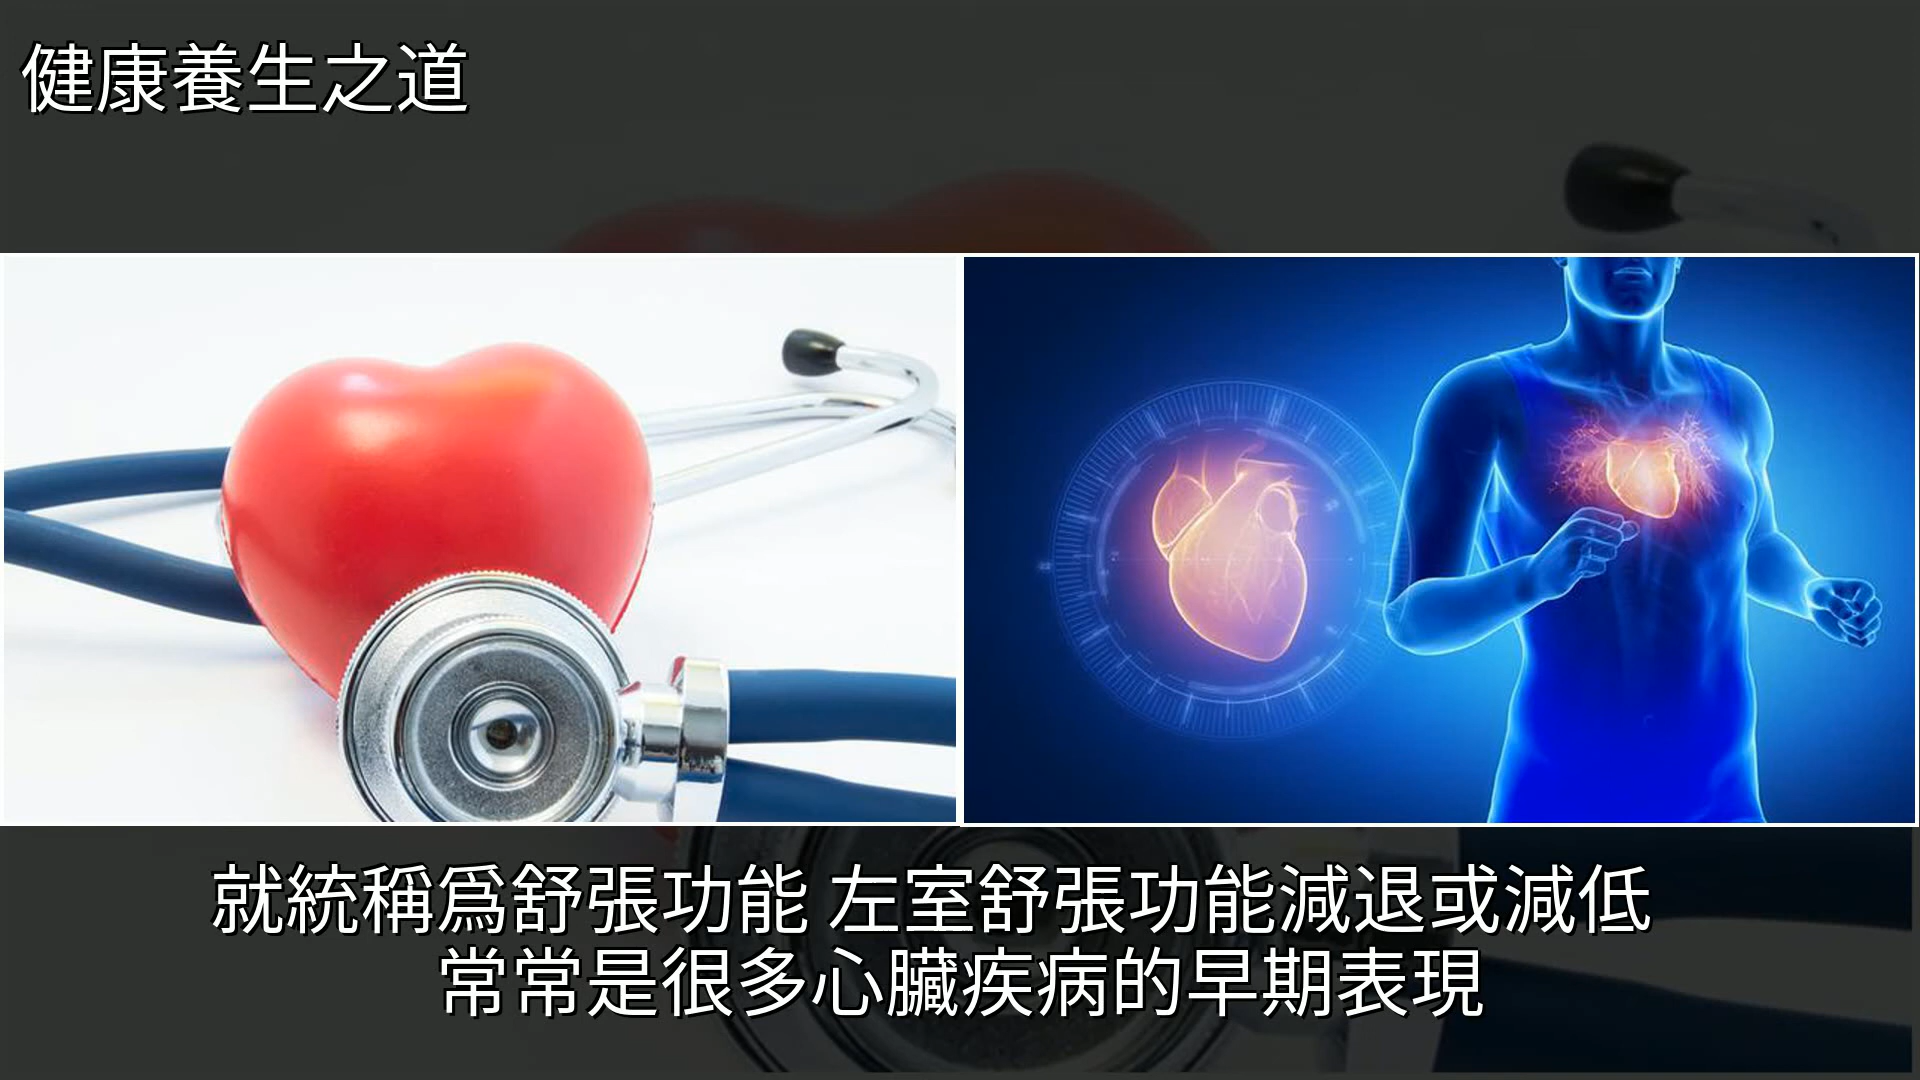 健康養生之道
就統稱爲舒張功能 左室舒張功能減退或減低
常常是很多心臟疾病的早期表現